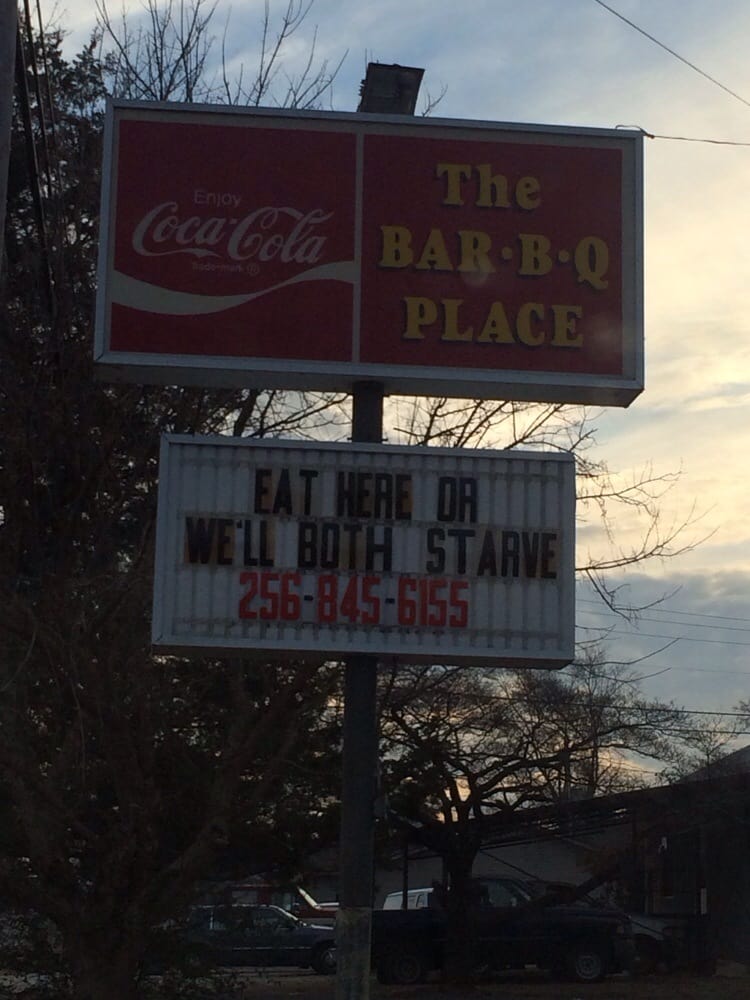 Enjoy
Coca-Cola
Trade-mark ®
The
BAR·B·Q
PLACE
EAT HERE OR
WE'LL BOTH STARVE
256-845-6155